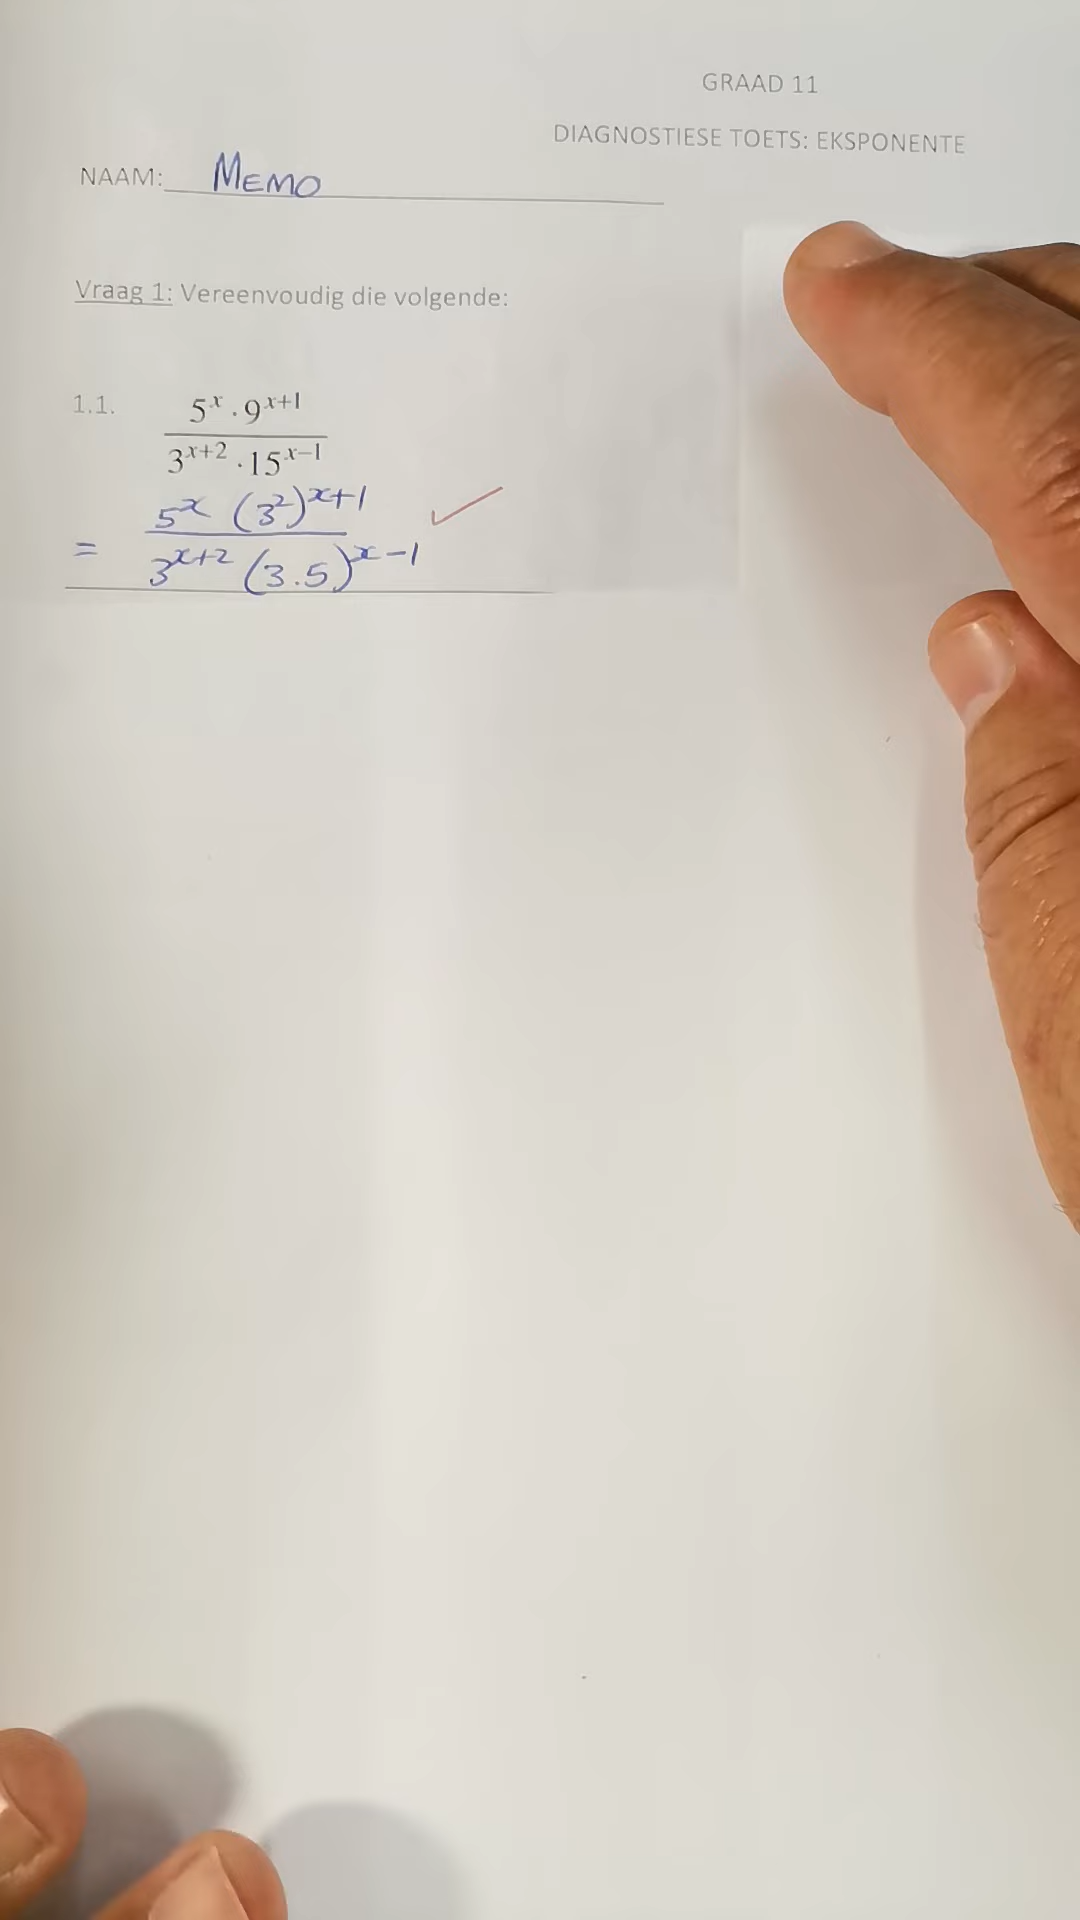 GRAAD 11
DIAGNOSTIESE TOETS: EKSPONENTE
NAAM: MEMO
Vraag 1: Vereenvoudig die volgende:
1.1. 5^x . 9^{x+1}
3^{x+2} . 15^{x-1}
5^x (3^2)^{x+1} ✓
= 3^{x+2} (3.5)^{x-1}